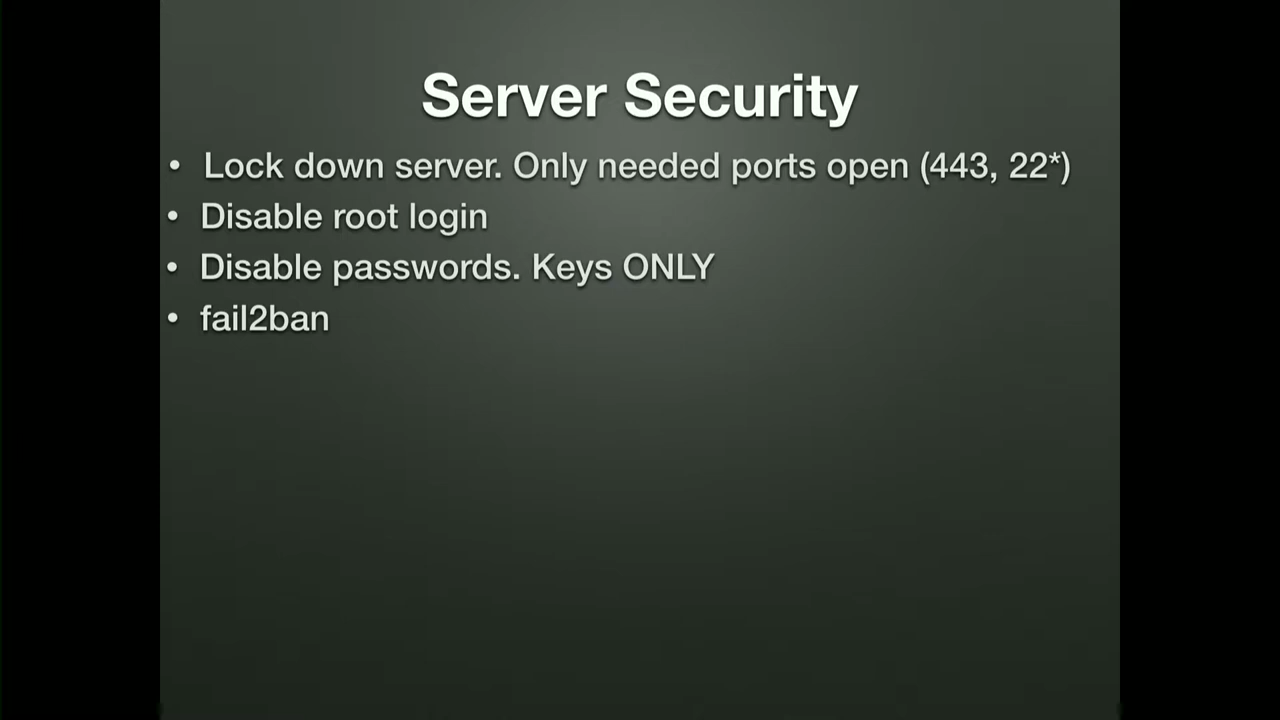 Server Security
• Lock down server. Only needed ports open (443, 22*)
• Disable root login
• Disable passwords. Keys ONLY
• fail2ban